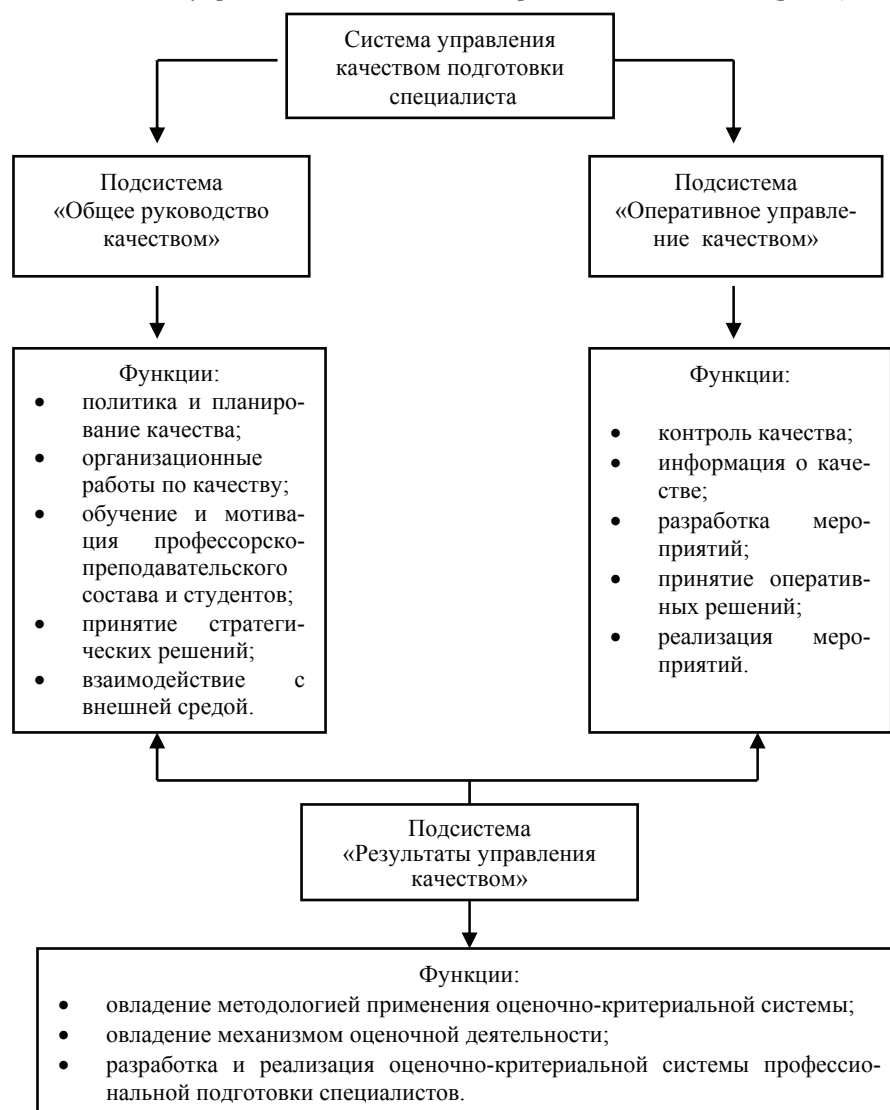 Система управления
качеством подготовки
специалиста
Подсистема
«Общее руководство
качеством»
Подсистема
«Оперативное управле-
ние качеством»
Функции:
• политика и планиро-
вание качества;
• организационные
работы по качеству;
• обучение и мотива-
ция профессорско-
преподавательского
состава и студентов;
• принятие стратеги-
ческих решений;
• взаимодействие с
внешней средой.
Функции:
• контроль качества;
• информация о каче-
стве;
• разработка меро-
приятий;
• принятие оператив-
ных решений;
• реализация меро-
приятий.
Подсистема
«Результаты управления
качеством»
Функции:
• овладение методологией применения оценочно-критериальной системы;
• овладение механизмом оценочной деятельности;
• разработка и реализация оценочно-критериальной системы профессио-
нальной подготовки специалистов.